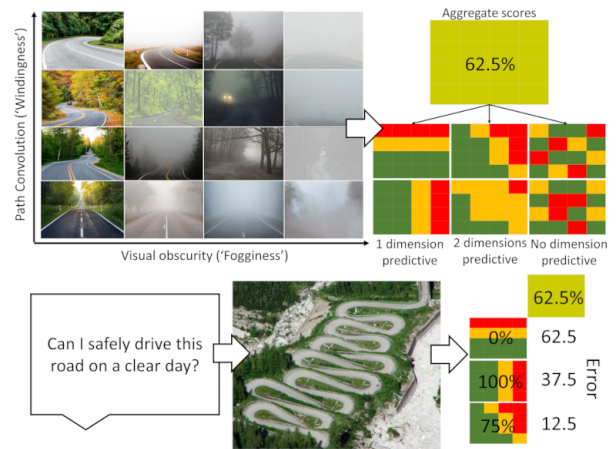 Aggregate scores
62.5%
Path Convolution ('Windingness')
Visual obscurity ('Fogginess')
1 dimension
predictive
2 dimensions
predictive
No dimension
predictive
Can I safely drive this
road on a clear day?
62.5%
0%
62.5
100%
37.5
75%
12.5
Error